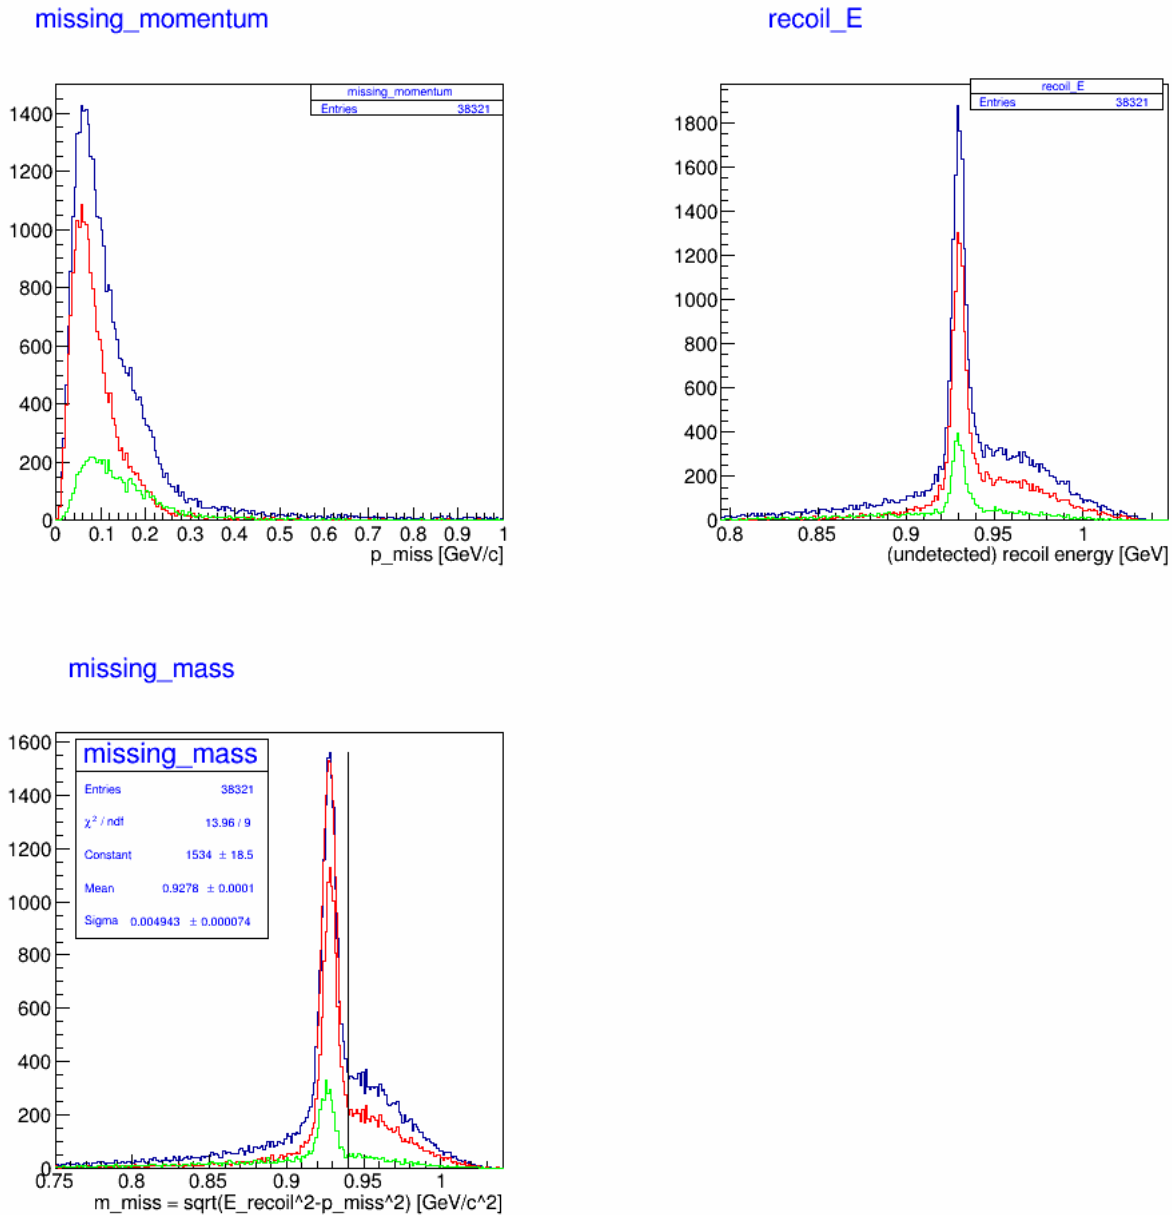 missing_momentum
recoil_E
missing_momentum
Entries 38321
1400
1200
1000
800
600
400
200
0
0 0.1 0.2 0.3 0.4 0.5 0.6 0.7 0.8 0.9 1
p_miss [GeV/c]
recoil_E
Entries 38321
1800
1600
1400
1200
1000
800
600
400
200
0
0.8 0.85 0.9 0.95 1
(undetected) recoil energy [GeV]
missing_mass
missing_mass
Entries 38321
χ² / ndf 13.96 / 9
Constant 1534 ± 18.5
Mean 0.9278 ± 0.0001
Sigma 0.004943 ± 0.000074
1600
1400
1200
1000
800
600
400
200
0
0.75 0.8 0.85 0.9 0.95 1
m_miss = sqrt(E_recoil^2-p_miss^2) [GeV/c^2]